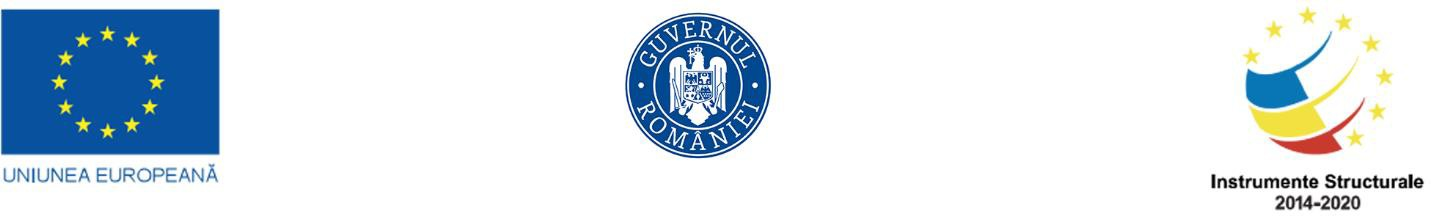 UNIUNEA EUROPEANĂ
GUVERNUL ROMÂNIEI
Instrumente Structurale
2014-2020